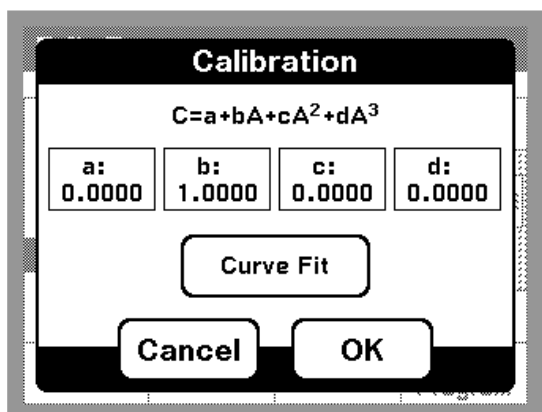 Calibration
C=a+bA+cA²+dA³
a: b: c: d:
0.0000 1.0000 0.0000 0.0000
Curve Fit
Cancel OK